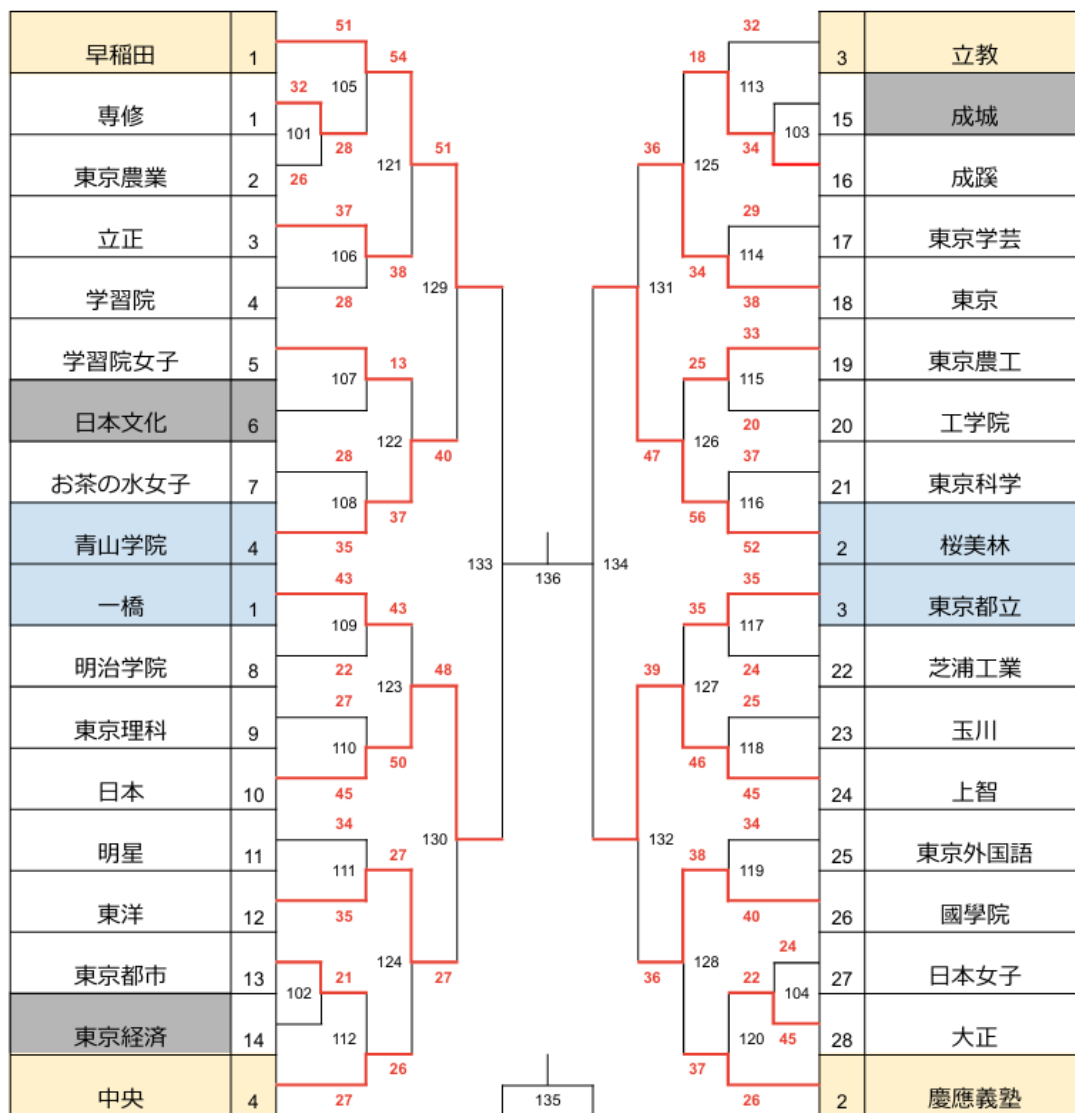 51 32
早稲田 1 54 18 3 立教
32 105 113
専修 1 15 成城
101 28 51 36 34 103
121 125
東京農業 2 26 16 成蹊
37 29
立正 3 17 東京学芸
106 114
38 34
学習院 4 28 129 131 38 18 東京
33
学習院女子 5 13 25 19 東京農工
107 115
日本文化 6 20 20 工学院
28 122 40 47 126 37
お茶の水女子 7 21 東京科学
108 116
37 56
青山学院 4 35 52 2 桜美林
133 136 134
一橋 1 43 43 35 35 3 東京都立
109 117
明治学院 8 22 48 39 24 22 芝浦工業
27 123 127 25
東京理科 9 23 玉川
110 118
50 46
日本 10 45 45 24 上智
34 130 132 34
明星 11 27 38 25 東京外国語
111 119
東洋 12 35 40 26 國學院
24
東京都市 13 21 124 27 36 128 22 27 日本女子
102 104
東京経済 14 112 120 45 28 大正
26 37
中央 4 27 135 26 2 慶應義塾